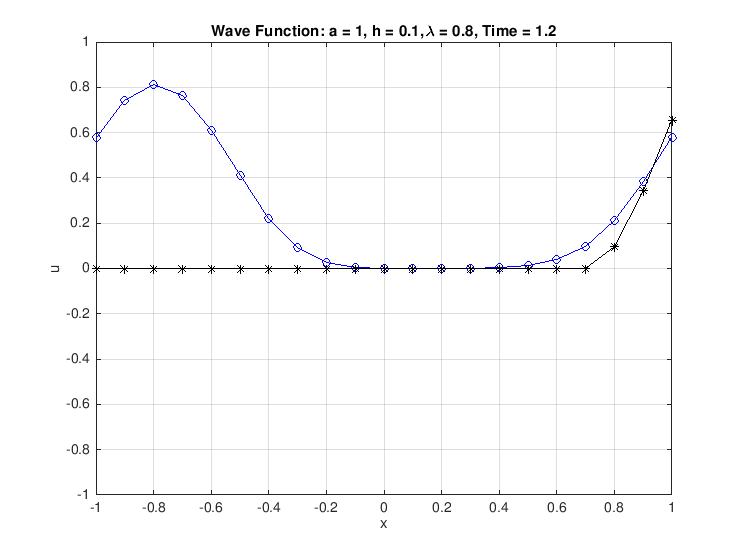 Wave Function: a = 1, h = 0.1, λ = 0.8, Time = 1.2
1
0.8
0.6
0.4
0.2
0
-0.2
-0.4
-0.6
-0.8
-1
u
-1 -0.8 -0.6 -0.4 -0.2 0 0.2 0.4 0.6 0.8 1
x